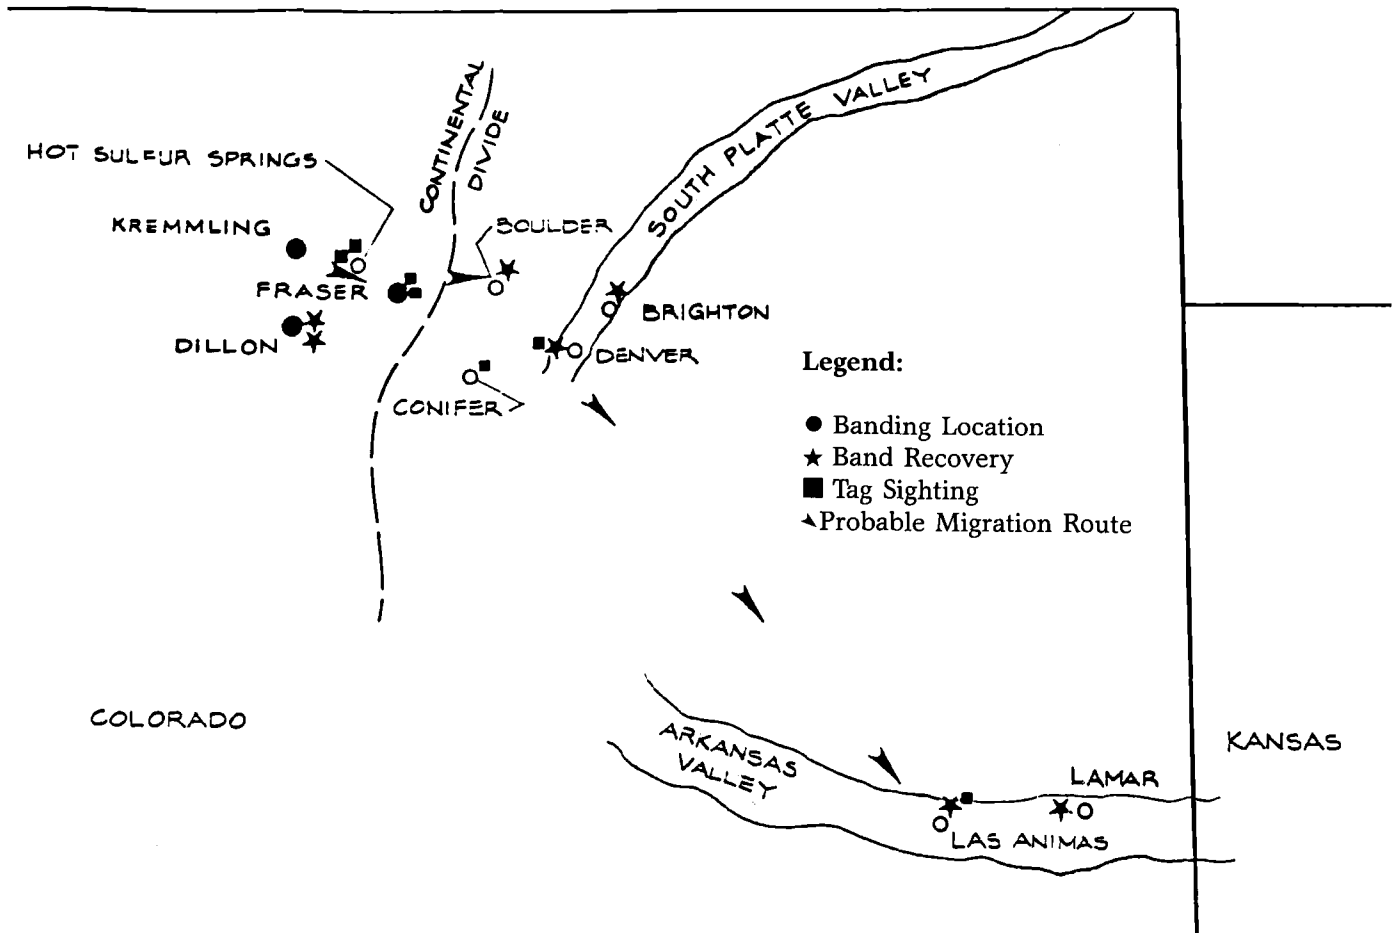 CONTINENTAL
DIVIDE
SOUTH PLATTE VALLEY
HOT SULFUR SPRINGS
KREMMLING
BOULDER
FRASER
BRIGHTON
DILLON
DENVER
CONIFER
Legend:
Banding Location
Band Recovery
Tag Sighting
Probable Migration Route
COLORADO
ARKANSAS
VALLEY
KANSAS
LAMAR
LAS ANIMAS